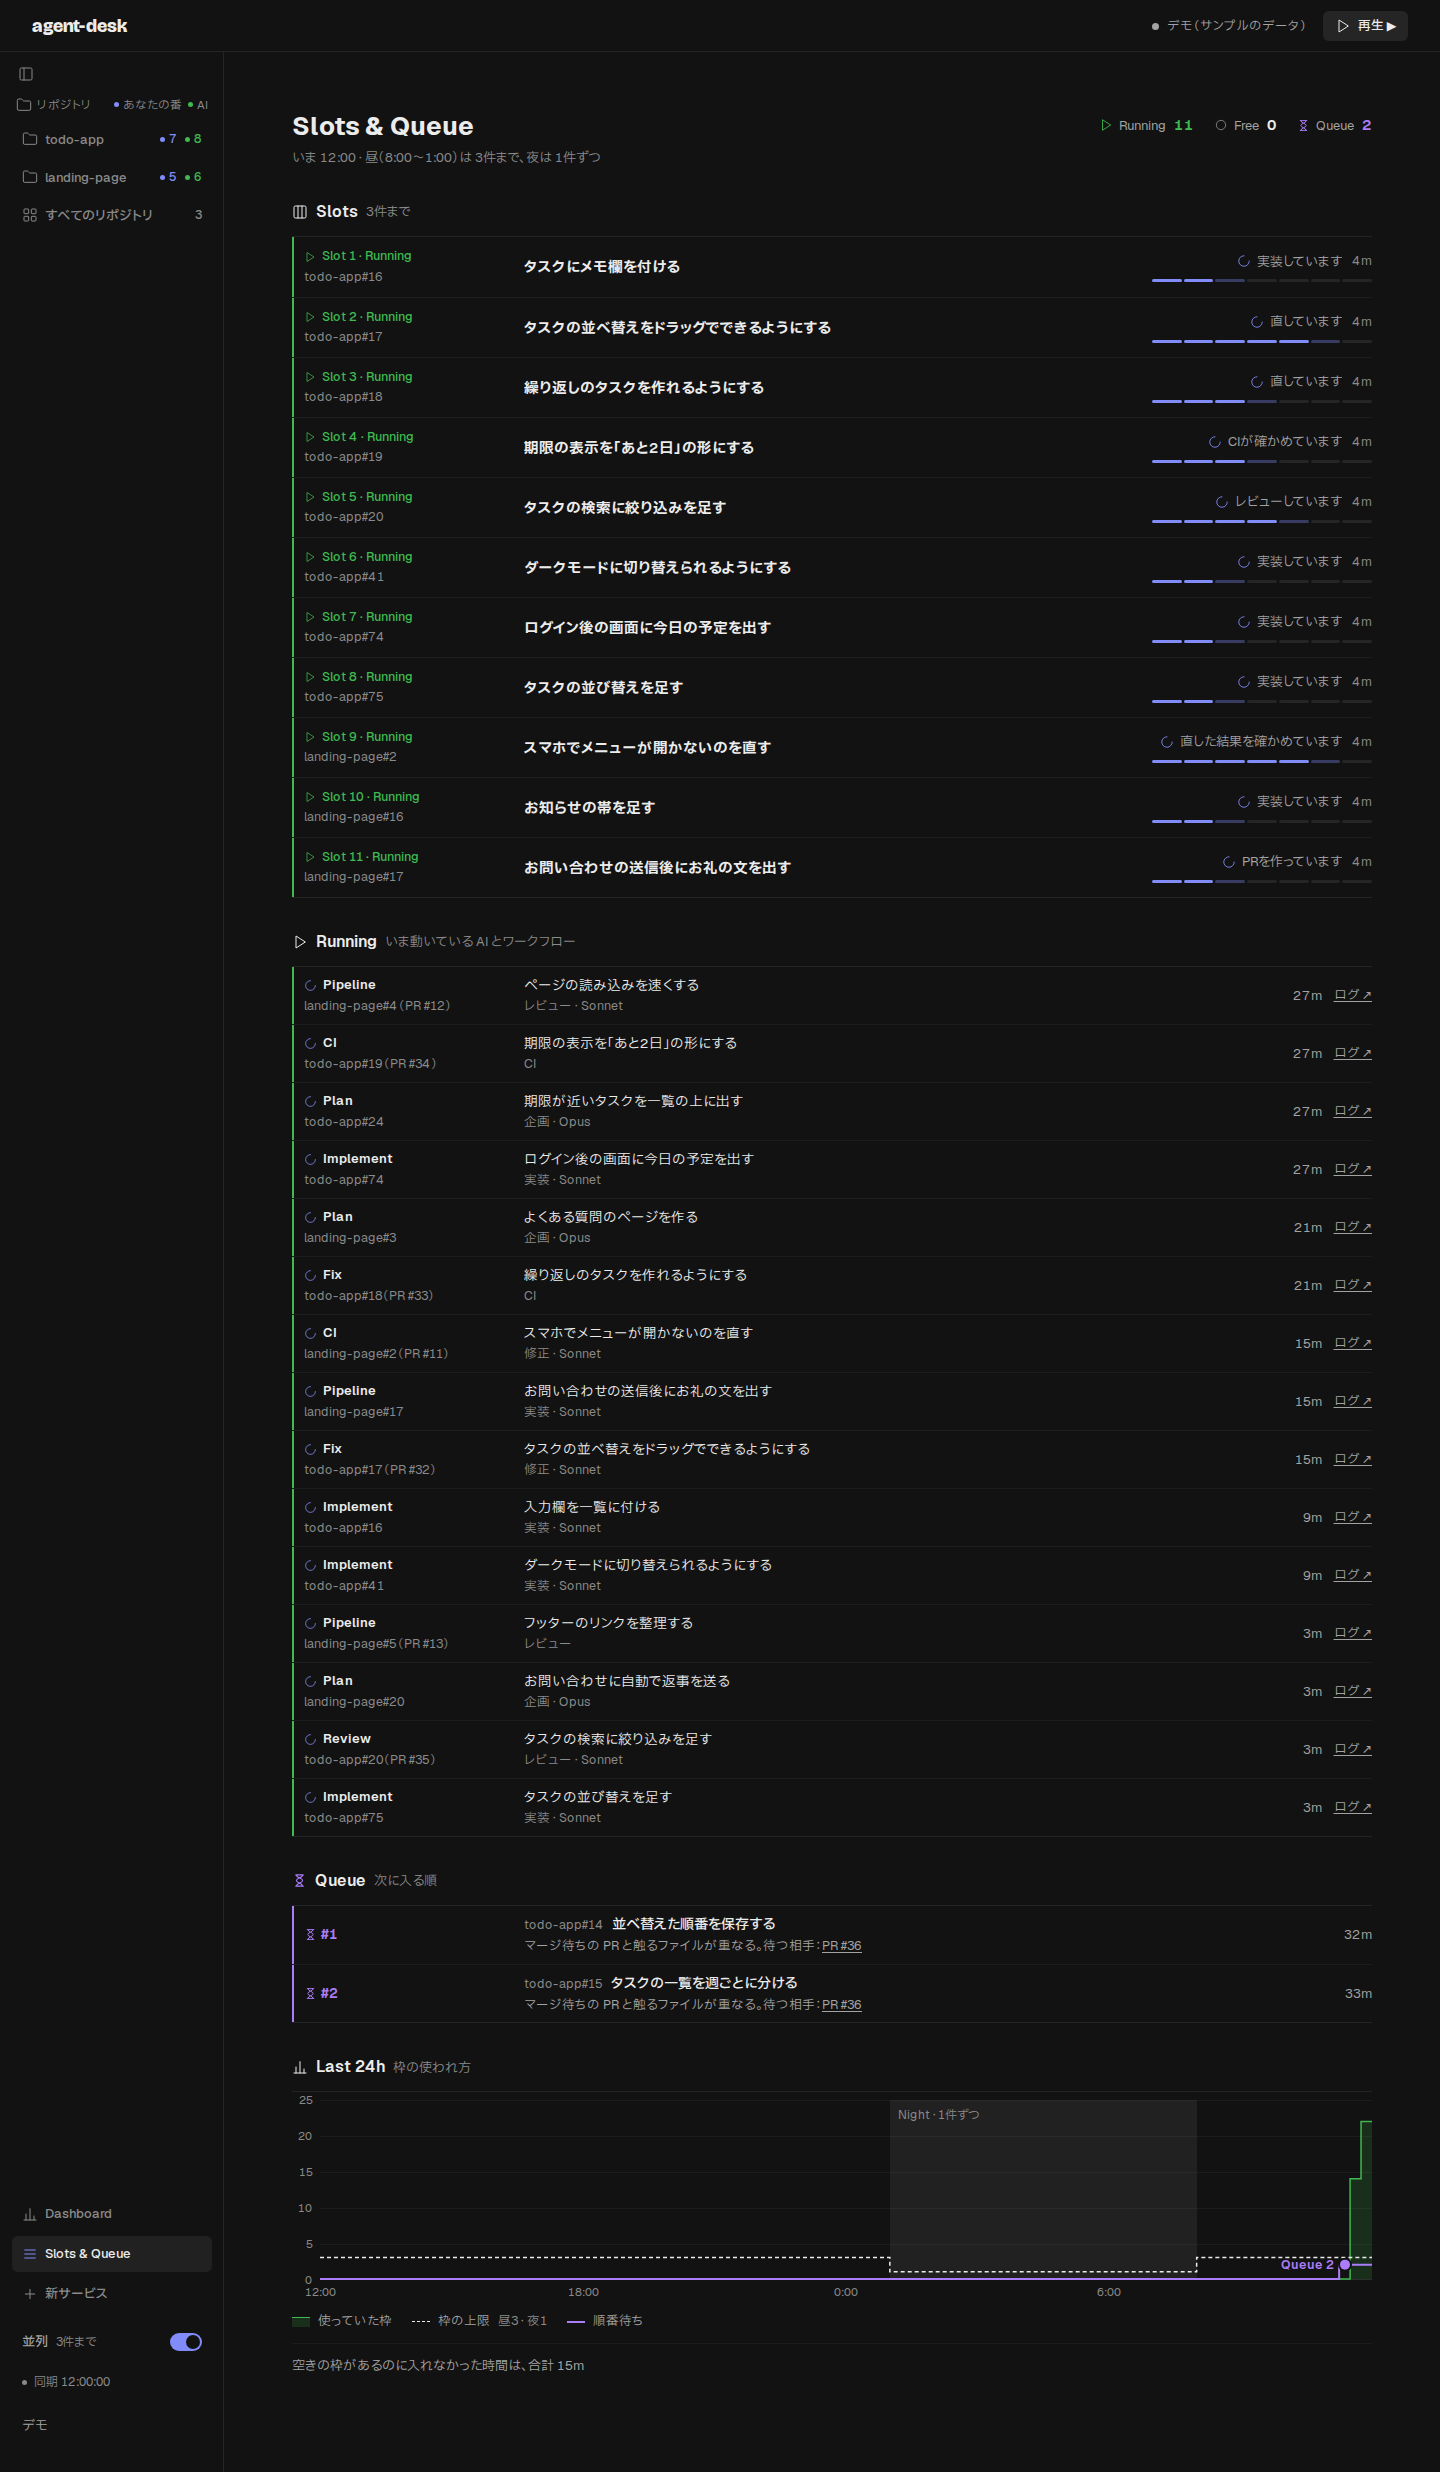 agent-desk
デモ（サンプルのデータ）
再生 ▶
リポジトリ あなたの番 AI
todo-app 7 8
landing-page 5 6
すべてのリポジトリ 3
Slots & Queue
Running 11 Free 0 Queue 2
いま 12:00 · 昼（8:00〜1:00）は 3件まで、夜は 1件ずつ
Slots 3件まで
Slot 1 · Running
todo-app#16
タスクにメモ欄を付ける
実装しています 4m
Slot 2 · Running
todo-app#17
タスクの並べ替えをドラッグでできるようにする
直しています 4m
Slot 3 · Running
todo-app#18
繰り返しのタスクを作れるようにする
直しています 4m
Slot 4 · Running
todo-app#19
期限の表示を「あと2日」の形にする
CIが確かめています 4m
Slot 5 · Running
todo-app#20
タスクの検索に絞り込みを足す
レビューしています 4m
Slot 6 · Running
todo-app#41
ダークモードに切り替えられるようにする
実装しています 4m
Slot 7 · Running
todo-app#74
ログイン後の画面に今日の予定を出す
実装しています 4m
Slot 8 · Running
todo-app#75
タスクの並び替えを足す
実装しています 4m
Slot 9 · Running
landing-page#2
スマホでメニューが開かないのを直す
直した結果を確かめています 4m
Slot 10 · Running
landing-page#16
お知らせの帯を足す
実装しています 4m
Slot 11 · Running
landing-page#17
お問い合わせの送信後にお礼の文を出す
PRを作っています 4m
Running いま動いている AI とワークフロー
Pipeline
landing-page#4（PR #12）
ページの読み込みを速くする
レビュー · Sonnet
27m ログ ↗
CI
todo-app#19（PR #34）
期限の表示を「あと2日」の形にする
CI
27m ログ ↗
Plan
todo-app#24
期限が近いタスクを一覧の上に出す
企画 · Opus
27m ログ ↗
Implement
todo-app#74
ログイン後の画面に今日の予定を出す
実装 · Sonnet
27m ログ ↗
Plan
landing-page#3
よくある質問のページを作る
企画 · Opus
21m ログ ↗
Fix
todo-app#18（PR #33）
繰り返しのタスクを作れるようにする
CI
21m ログ ↗
CI
landing-page#2（PR #11）
スマホでメニューが開かないのを直す
修正 · Sonnet
15m ログ ↗
Pipeline
landing-page#17
お問い合わせの送信後にお礼の文を出す
実装 · Sonnet
15m ログ ↗
Fix
todo-app#17（PR #32）
タスクの並べ替えをドラッグでできるようにする
修正 · Sonnet
15m ログ ↗
Implement
todo-app#16
入力欄を一覧に付ける
実装 · Sonnet
9m ログ ↗
Implement
todo-app#41
ダークモードに切り替えられるようにする
実装 · Sonnet
9m ログ ↗
Pipeline
landing-page#5（PR #13）
フッターのリンクを整理する
レビュー
3m ログ ↗
Plan
landing-page#20
お問い合わせに自動で返事を送る
企画 · Opus
3m ログ ↗
Review
todo-app#20（PR #35）
タスクの検索に絞り込みを足す
レビュー · Sonnet
3m ログ ↗
Implement
todo-app#75
タスクの並び替えを足す
実装 · Sonnet
3m ログ ↗
Queue 次に入る順
#1
todo-app#14 並べ替えた順番を保存する
マージ待ちの PR と触るファイルが重なる。待つ相手：PR #36
32m
#2
todo-app#15 タスクの一覧を週ごとに分ける
マージ待ちの PR と触るファイルが重なる。待つ相手：PR #36
33m
Last 24h 枠の使われ方
25
20
15
10
5
0
Night · 1件ずつ
Queue 2
12:00 18:00 0:00 6:00
使っていた枠 枠の上限 昼3 · 夜1 順番待ち
空きの枠があるのに入れなかった時間は、合計 15m
Dashboard
Slots & Queue
新サービス
並列 3件まで
同期 12:00:00
デモ